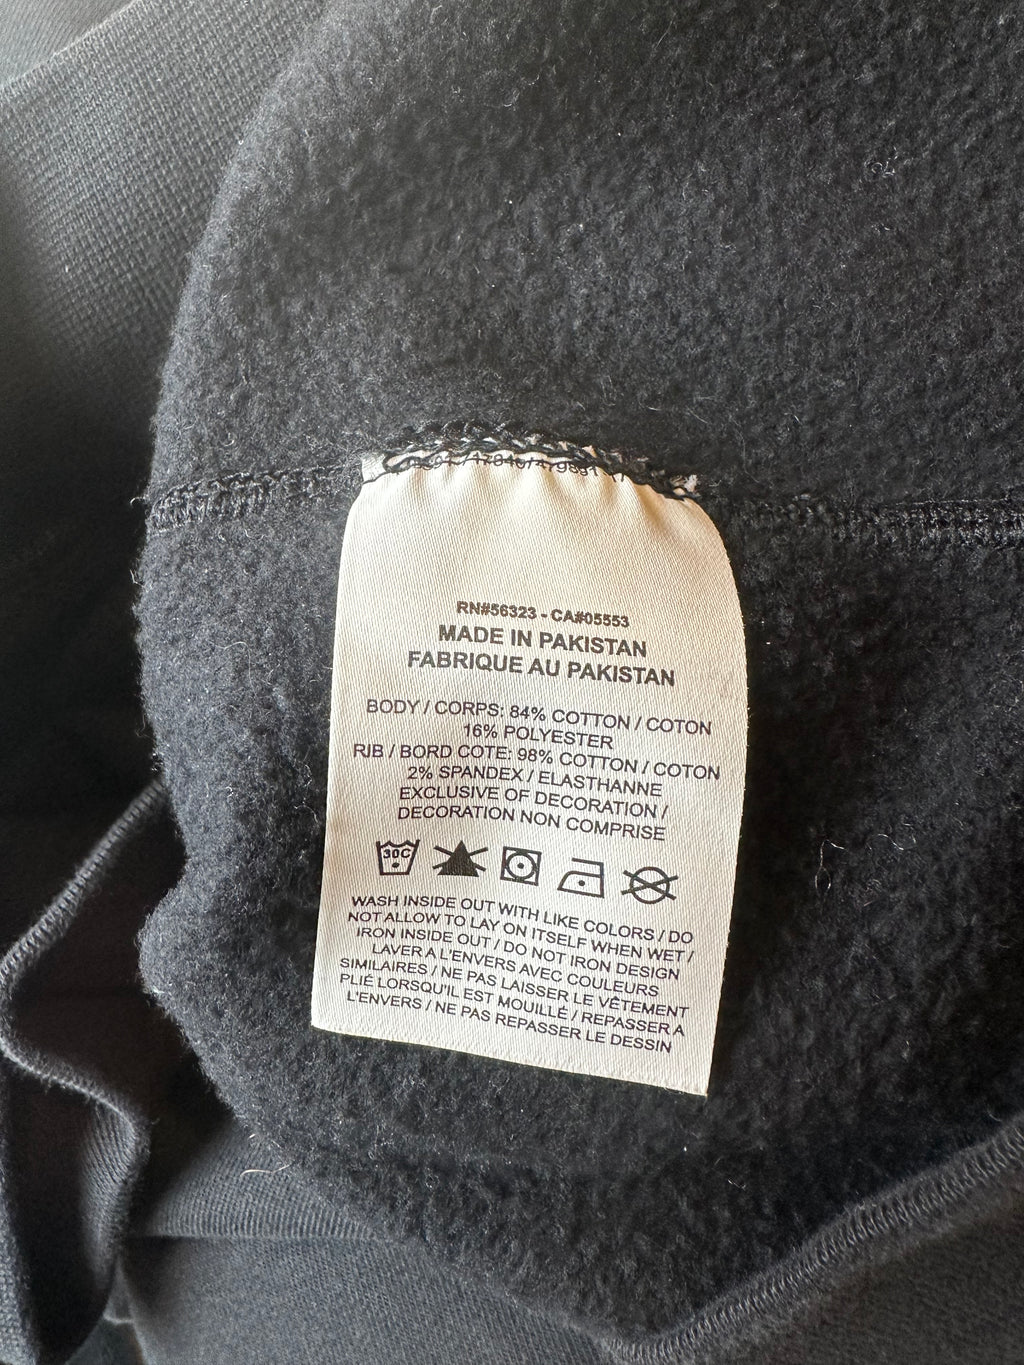 RN#56323 - CA#05553
MADE IN PAKISTAN
FABRIQUE AU PAKISTAN
BODY / CORPS: 84% COTTON / COTON
16% POLYESTER
RIB / BORD COTE: 98% COTTON / COTON
2% SPANDEX / ELASTHANNE
EXCLUSIVE OF DECORATION /
DECORATION NON COMPRISE
30C
WASH INSIDE OUT WITH LIKE COLORS / DO
NOT ALLOW TO LAY ON ITSELF WHEN WET /
IRON INSIDE OUT / DO NOT IRON DESIGN
LAVER A L'ENVERS AVEC COULEURS
SIMILAIRES / NE PAS LAISSER LE VÊTEMENT
PLIÉ LORSQU'IL EST MOUILLÉ / REPASSER A
L'ENVERS / NE PAS REPASSER LE DESSIN